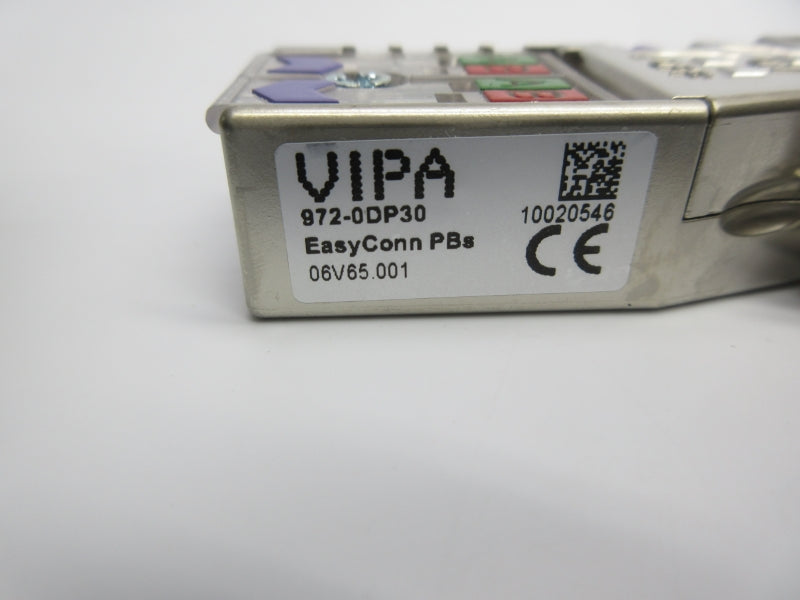 VIPA
972-0DP30 10020546
EasyConn PBs
06V65.001
CE